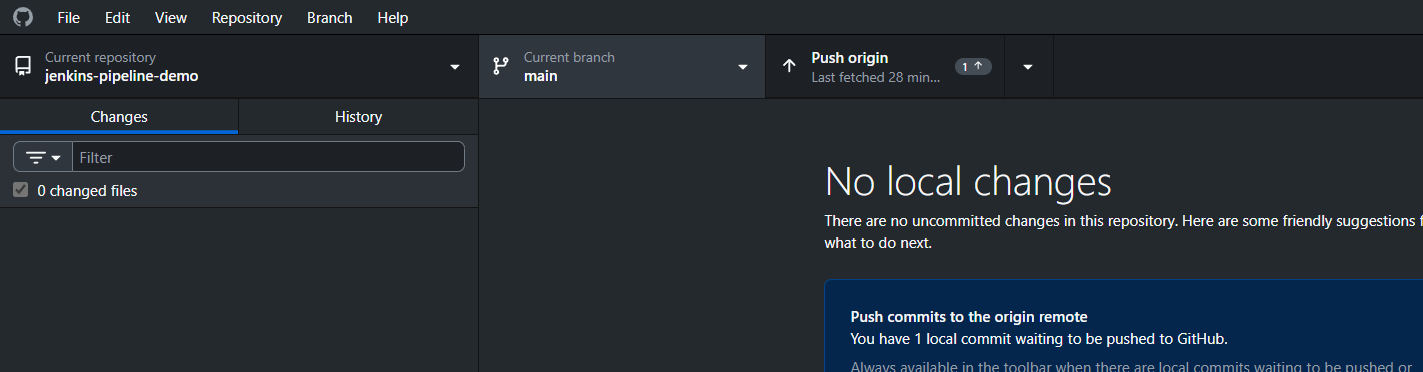 File Edit View Repository Branch Help
Current repository
jenkins-pipeline-demo
Current branch
main
Push origin
Last fetched 28 min...
1
Changes History
Filter
0 changed files
No local changes
There are no uncommitted changes in this repository. Here are some friendly suggestions
what to do next.
Push commits to the origin remote
You have 1 local commit waiting to be pushed to GitHub.
Always available in the toolbar when there are local commits waiting to be pushed or